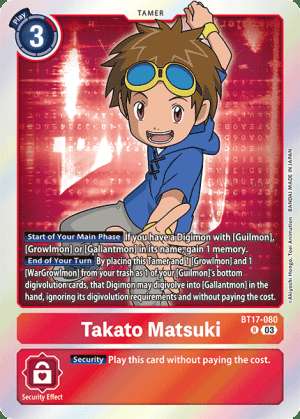 Play
3
TAMER
Start of Your Main Phase If you have a Digimon with [Guilmon],
[Growlmon] or [Gallantmon] in its name, gain 1 memory.
End of Your Turn By placing this Tamer and 1 [Growlmon] and 1
[WarGrowlmon] from your trash as 1 of your [Guilmon]'s bottom
digivolution cards, that Digimon may digivolve into [Gallantmon] in the
hand, ignoring its digivolution requirements and without paying the cost.
©Akiyoshi Hongo, Toei Animation · BANDAI MADE IN JAPAN
BT17-080
Takato Matsuki
R 03
Security Play this card without paying the cost.
Security Effect